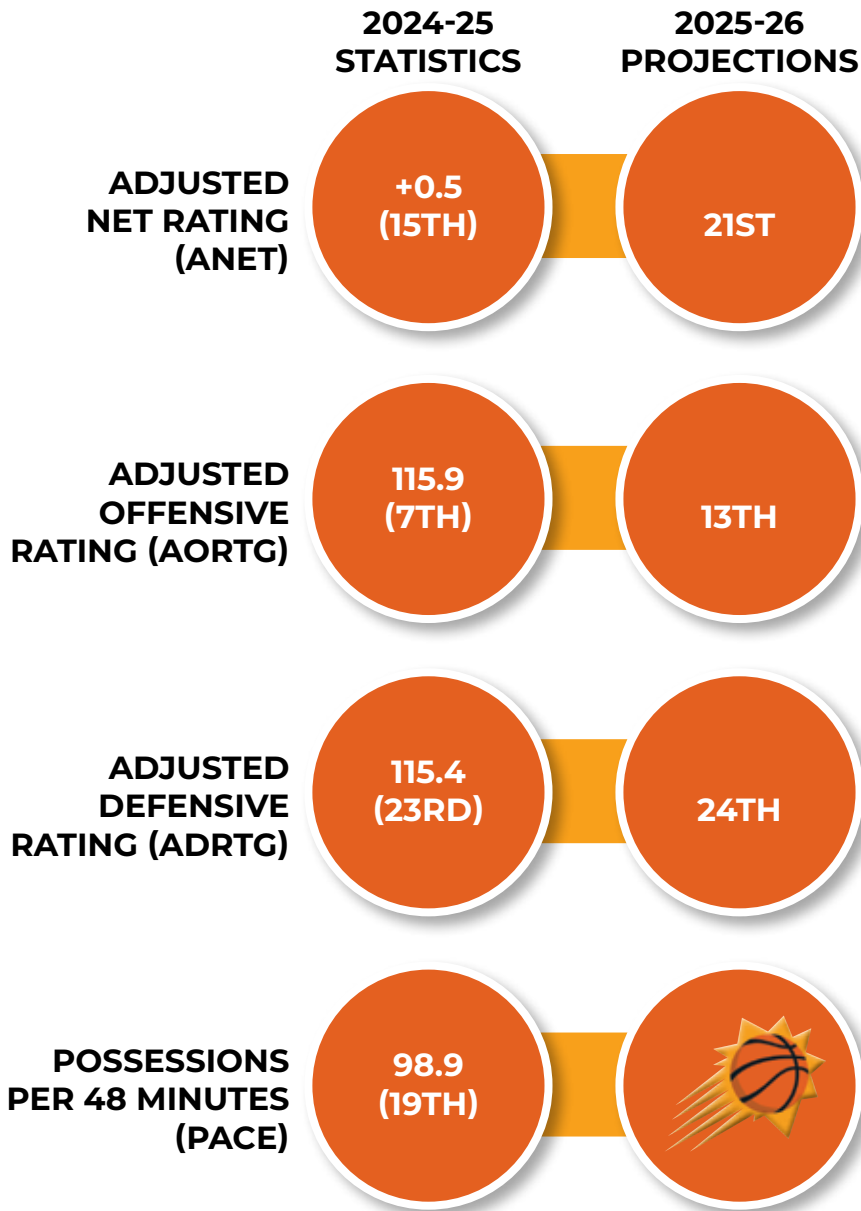 2024-25
STATISTICS
2025-26
PROJECTIONS
ADJUSTED
NET RATING
(ANET)
+0.5
(15TH)
21ST
ADJUSTED
OFFENSIVE
RATING (AORTG)
115.9
(7TH)
13TH
ADJUSTED
DEFENSIVE
RATING (ADRTG)
115.4
(23RD)
24TH
POSSESSIONS
PER 48 MINUTES
(PACE)
98.9
(19TH)